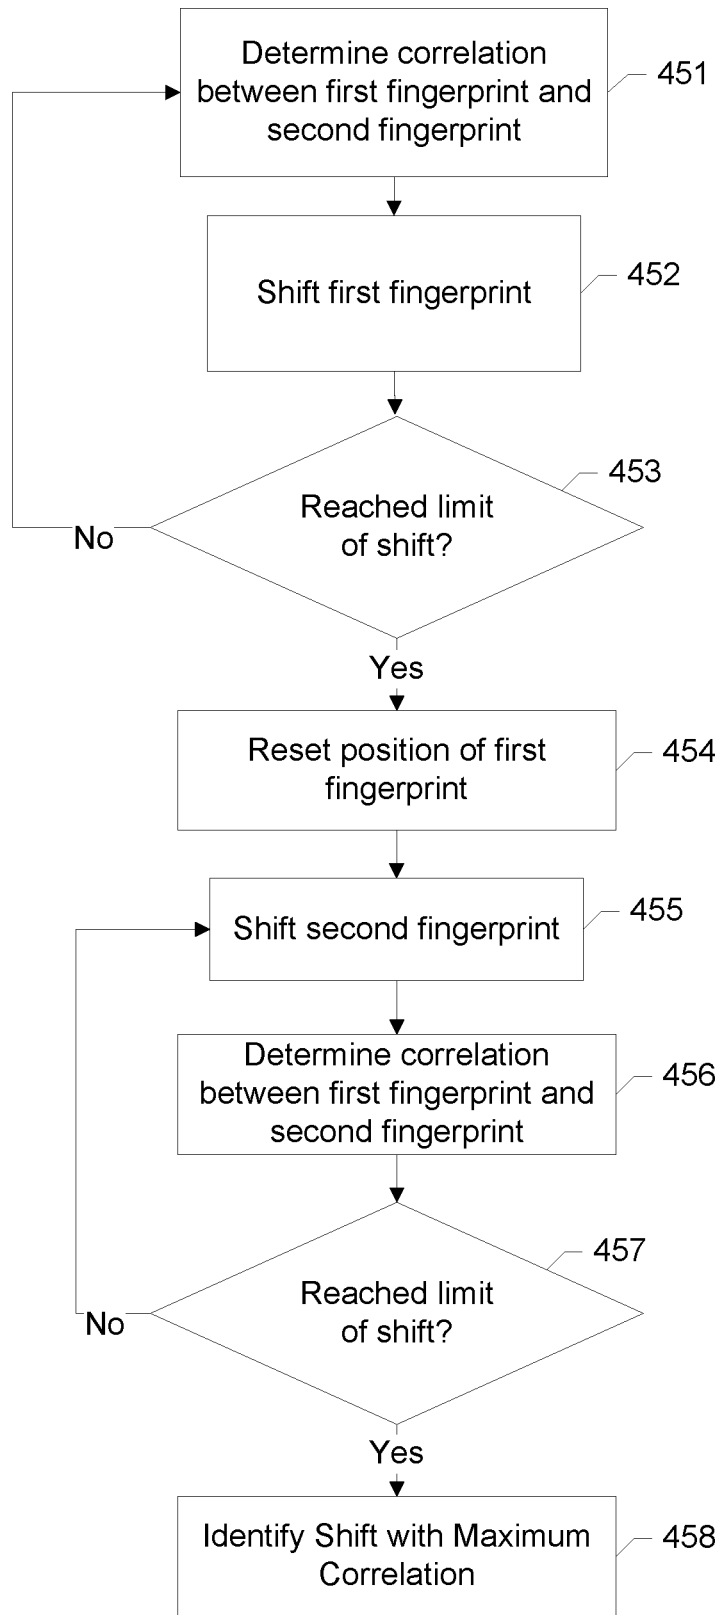 Determine correlation
between first fingerprint and
second fingerprint
451
Shift first fingerprint
452
453
Reached limit
of shift?
No
Yes
Reset position of first
fingerprint
454
Shift second fingerprint
455
Determine correlation
between first fingerprint and
second fingerprint
456
457
Reached limit
of shift?
No
Yes
Identify Shift with Maximum
Correlation
458